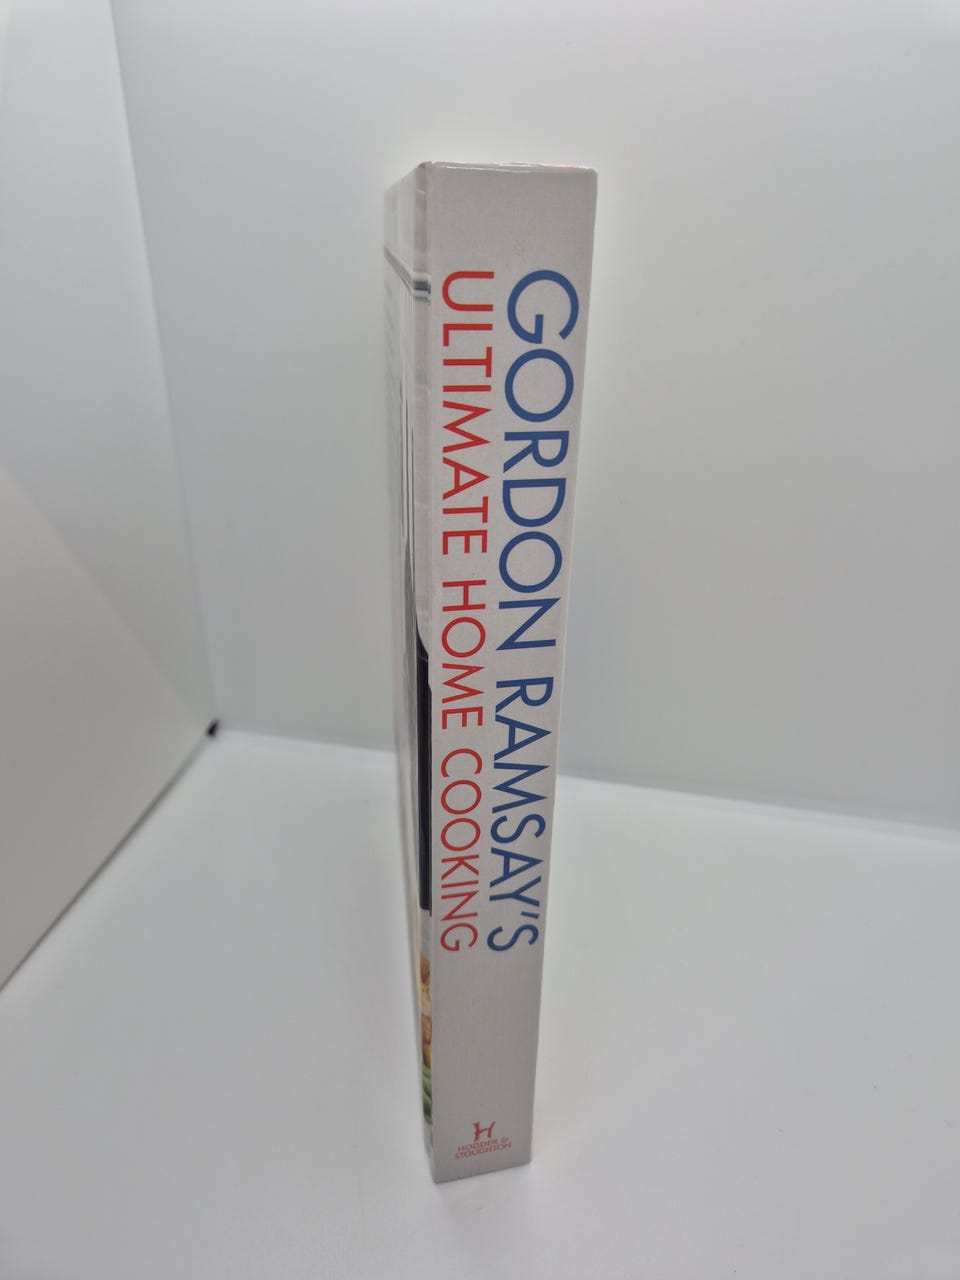 GORDON RAMSAY'S
ULTIMATE HOME COOKING
H
HODDER &
STOUGHTON